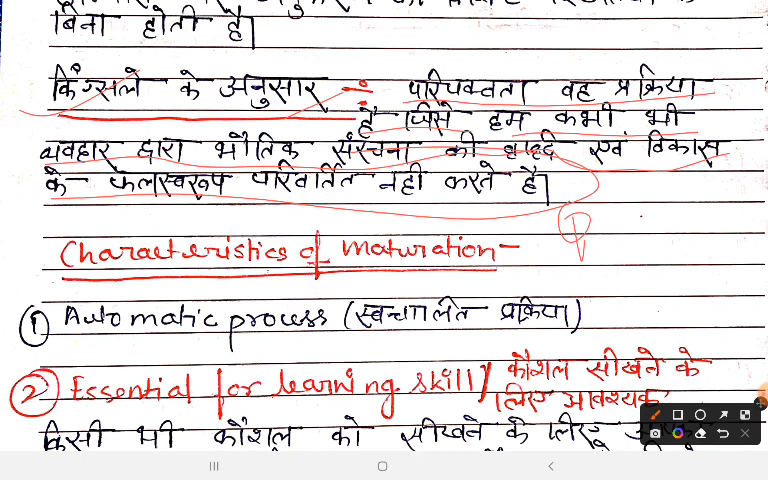 बिना होती है।
किंग्सले के अनुसार ÷ परिपक्वता वह प्रक्रिया
है जिसे हम कभी भी
व्यवहार द्वारा भौतिक संरचना की वृद्दि एवं विकास
के फलस्वरूप परिवर्तित नही करते है।
Characteristics of maturation-
① Automatic process (स्वचालित प्रक्रिया)
② Essential for learning skill / कौशल सीखने के
लिए आवश्यक
किसी भी कौशल को सीखने के लिए